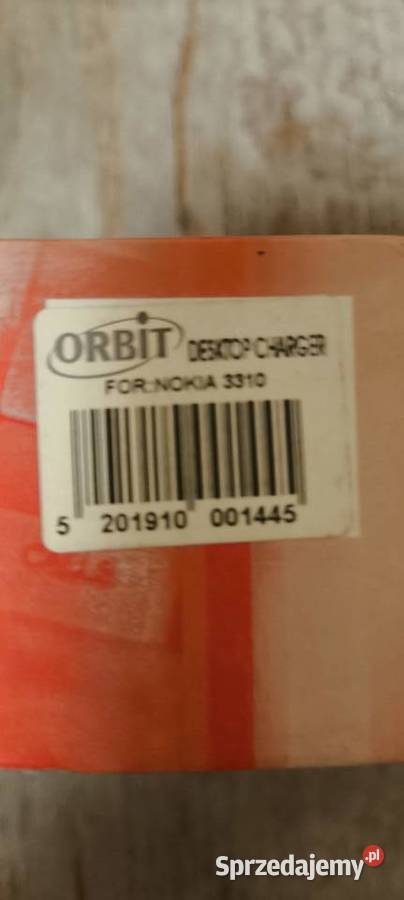 ORBIT DESKTOP CHARGER
FOR:NOKIA 3310
5 201910 001445
Sprzedajemy.pl